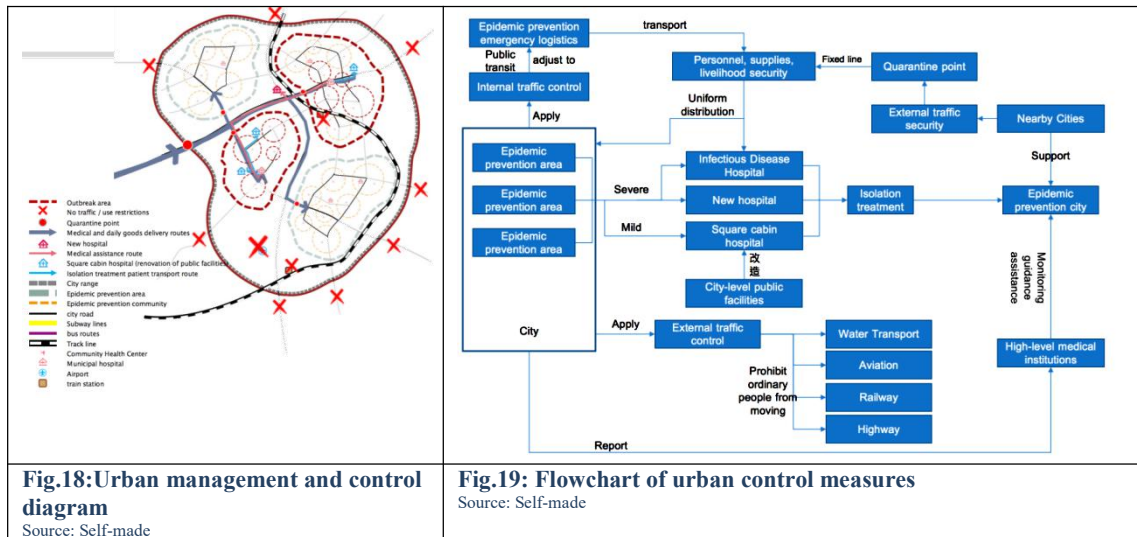 Outbreak area
No traffic / use restrictions
Quarantine point
Medical and daily goods delivery routes
New hospital
Medical assistance route
Square cabin hospital (renovation of public facilities)
Isolation treatment patient transport route
City range
Epidemic prevention area
Epidemic prevention community
city road
Subway lines
bus routes
Track line
Community Health Center
Municipal hospital
Airport
train station
Epidemic prevention
emergency logistics
transport
Public
transit
adjust to
Internal traffic control
Apply
Personnel, supplies,
livelihood security
Fixed line
Quarantine point
Uniform
distribution
External traffic
security
Nearby Cities
Support
Epidemic
prevention area
Epidemic
prevention area
Epidemic
prevention area
City
Severe
Mild
Infectious Disease
Hospital
New hospital
Square cabin
hospital
改
造
City-level public
facilities
Isolation
treatment
Epidemic
prevention city
Monitoring
guidance
assistance
Apply
External traffic
control
Prohibit
ordinary
people from
moving
Water Transport
Aviation
Railway
Highway
High-level medical
institutions
Report
Fig.18:Urban management and control
diagram
Source: Self-made
Fig.19: Flowchart of urban control measures
Source: Self-made